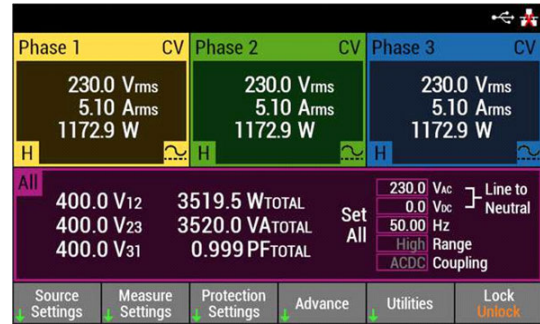 Phase 1 CV
230.0 Vrms
5.10 Arms
1172.9 W
H
Phase 2 CV
230.0 Vrms
5.10 Arms
1172.9 W
H
Phase 3 CV
230.0 Vrms
5.10 Arms
1172.9 W
H
All
400.0 V12 3519.5 WTOTAL
400.0 V23 3520.0 VATOTAL
400.0 V31 0.999 PFTOTAL
Set
All
230.0 VAC
0.0 VDC
Line to
Neutral
50.00 Hz
High Range
ACDC Coupling
Source
Settings
Measure
Settings
Protection
Settings
Advance
Utilities
Lock
Unlock